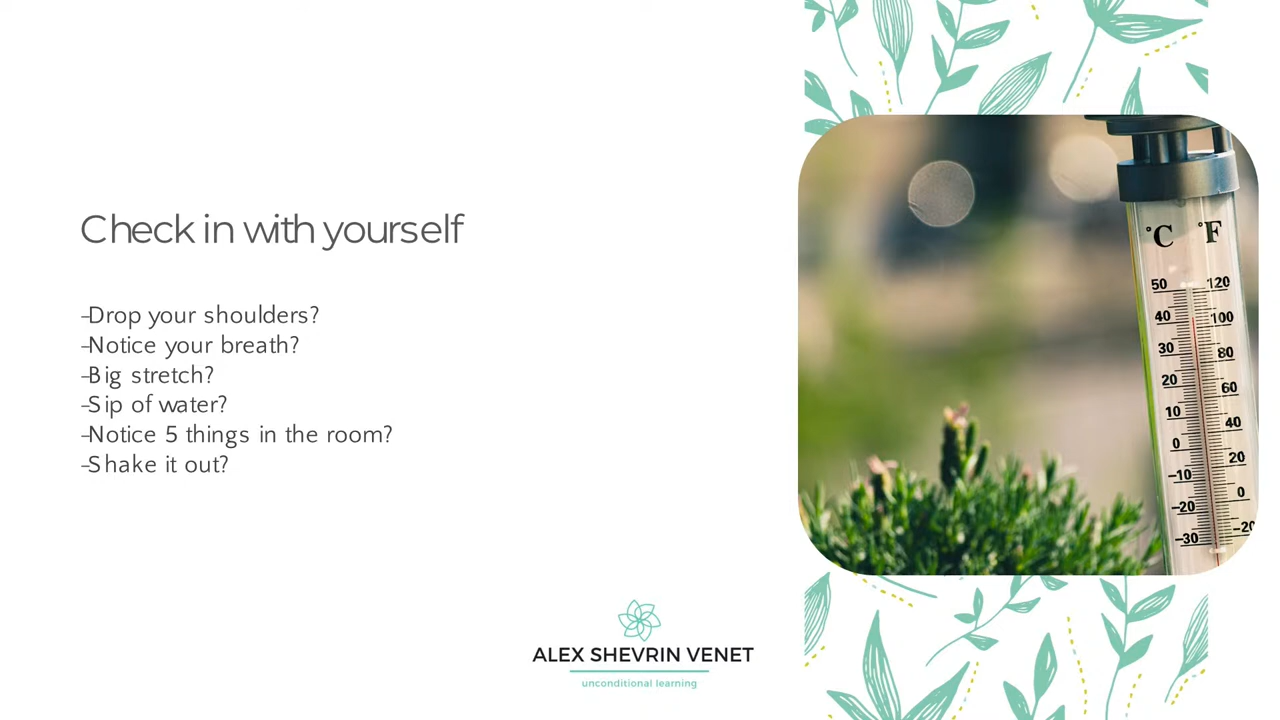 Check in with yourself
-Drop your shoulders?
-Notice your breath?
-Big stretch?
-Sip of water?
-Notice 5 things in the room?
-Shake it out?
ALEX SHEVRIN VENET
unconditional learning
°C °F
50 120
40 100
30 80
20 60
10 40
0 20
-10 0
-20 -20
-30